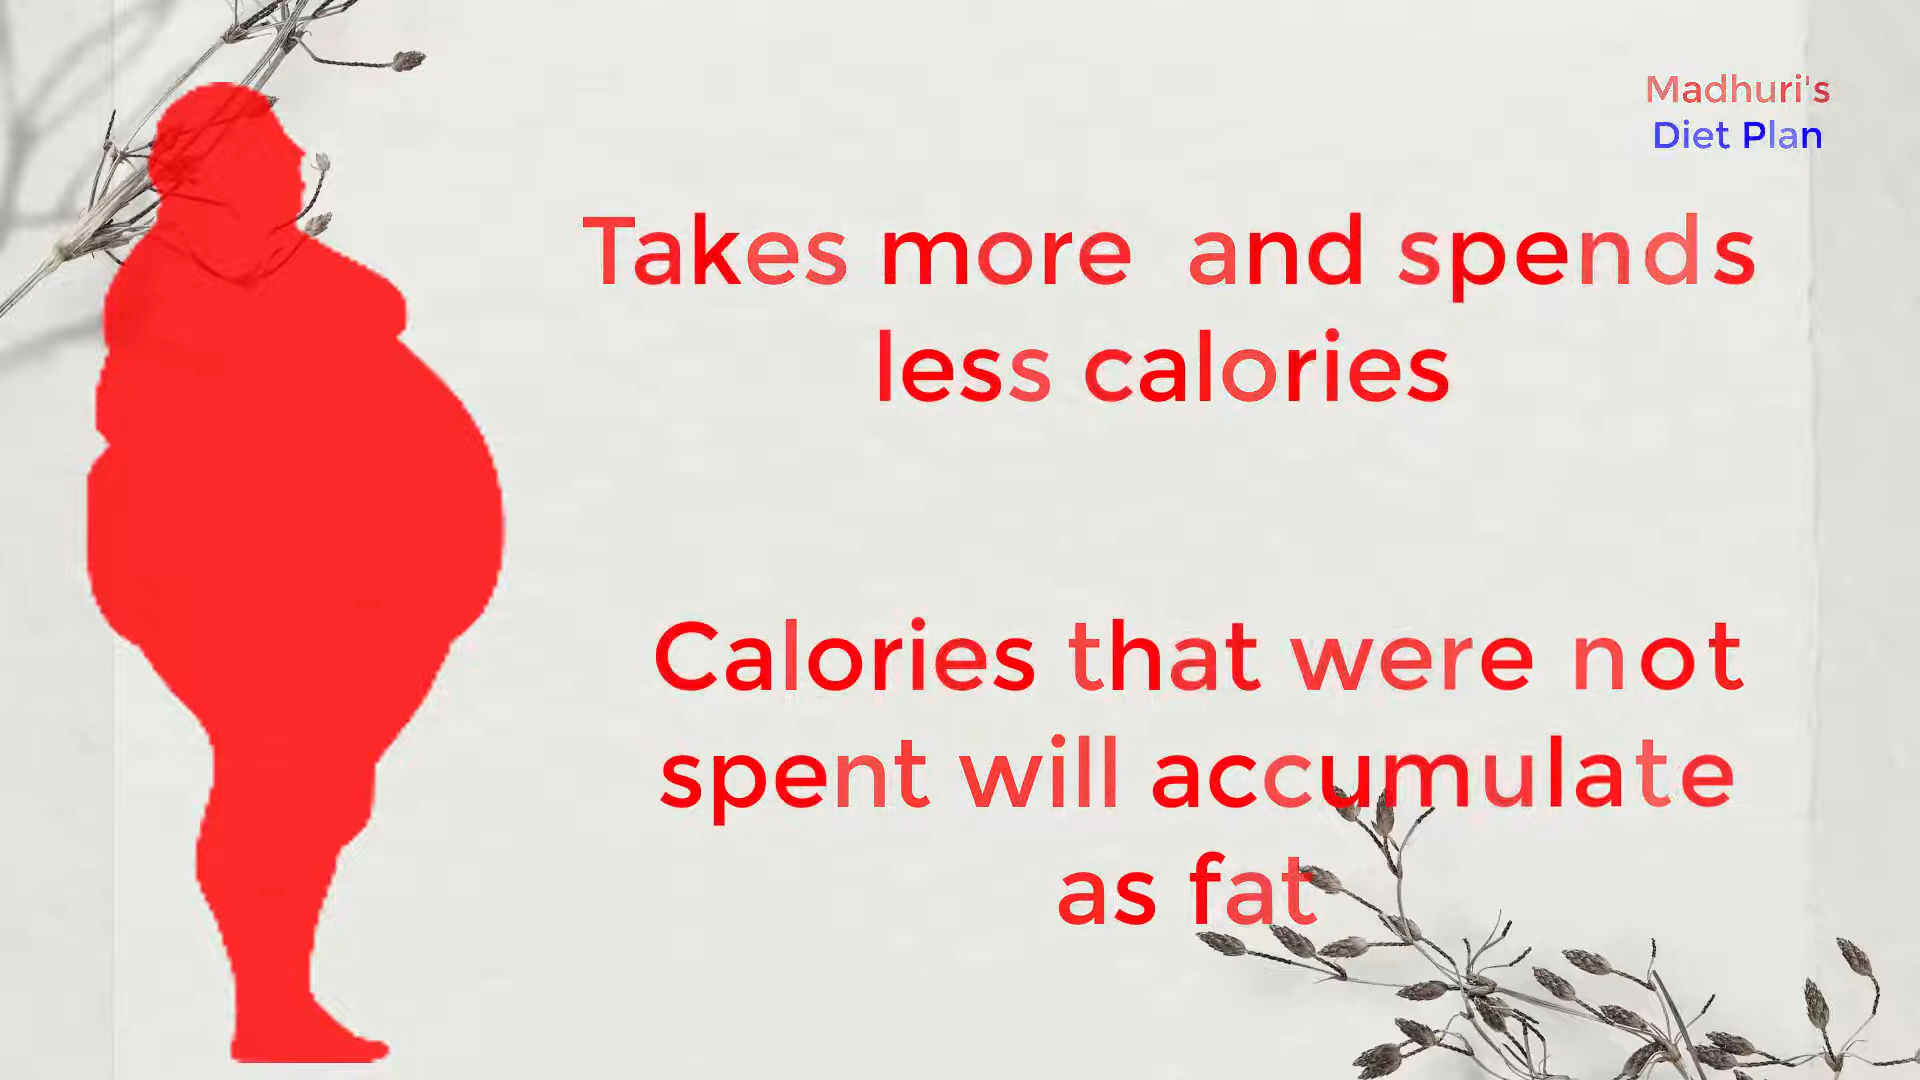 Madhuri's
Diet Plan
Takes more and spends
less calories
Calories that were not
spent will accumulate
as fat